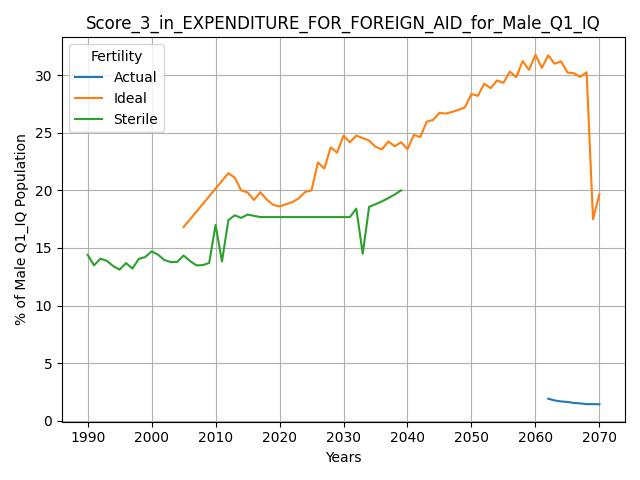 Score_3_in_EXPENDITURE_FOR_FOREIGN_AID_for_Male_Q1_IQ
Fertility
Actual
Ideal
Sterile
% of Male Q1_IQ Population
30
25
20
15
10
5
0
1990 2000 2010 2020 2030 2040 2050 2060 2070
Years